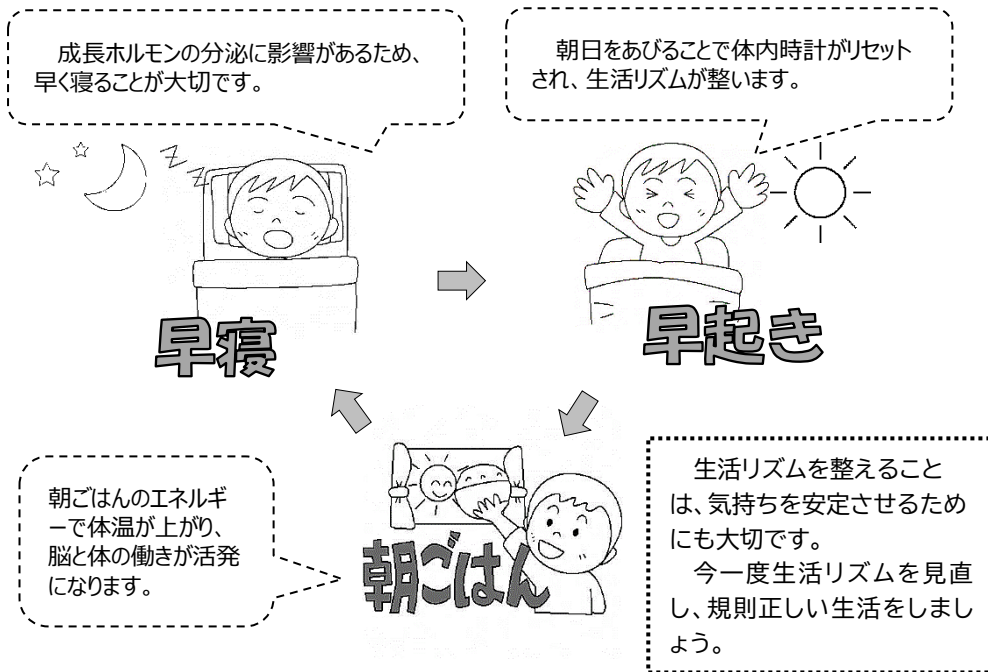 成長ホルモンの分泌に影響があるため、
早く寝ることが大切です。
朝日をあびることで体内時計がリセット
され、生活リズムが整います。
z
z
z
早寝
早起き
朝ごはんのエネルギ
ーで体温が上がり、
脳と体の働きが活発
になります。
朝ごはん
生活リズムを整えること
は、気持ちを安定させるため
にも大切です。
今一度生活リズムを見直
し、規則正しい生活をしまし
ょう。